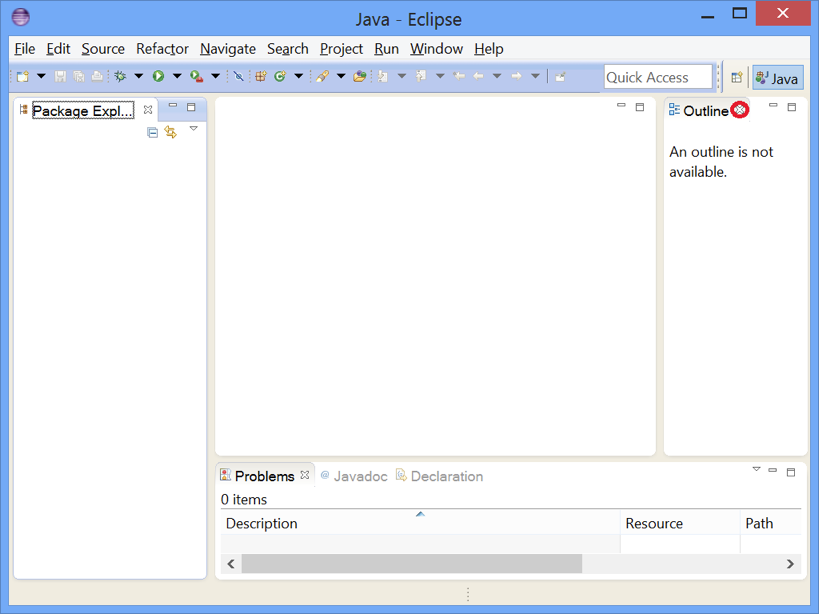 Java - Eclipse
File Edit Source Refactor Navigate Search Project Run Window Help
Quick Access Java
Package Expl...
Outline
An outline is not
available.
Problems @ Javadoc Declaration
0 items
Description Resource Path